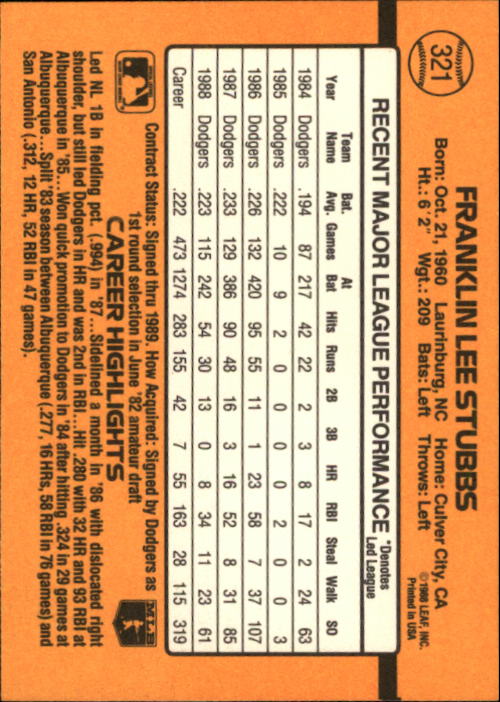 321
FRANKLIN LEE STUBBS
Born: Oct. 21, 1960 Laurinburg, NC Home: Culver City, CA
Ht.: 6'2" Wgt.: 209 Bats: Left Throws: Left
©1988 LEAF, INC.
Printed in USA
RECENT MAJOR LEAGUE PERFORMANCE *Denotes Led League
Year Team Name Bat. Avg. Games At Bat Hits Runs 2B 3B HR RBI Steal Walk SO
1984 Dodgers .194 87 217 42 22 2 3 8 17 2 24 63
1985 Dodgers .222 10 9 2 0 0 0 0 2 0 0 3
1986 Dodgers .226 132 420 95 55 11 1 23 58 7 37 107
1987 Dodgers .233 129 386 90 48 16 3 16 52 8 31 85
1988 Dodgers .223 115 242 54 30 13 0 8 34 11 23 61
Career .222 473 1274 283 155 42 7 55 163 28 115 319
Contract Status: Signed thru 1989. How Acquired: Signed by Dodgers as
1st round selection in June '82 amateur draft
MLB
CAREER HIGHLIGHTS
Led NL 1B in fielding pct. (.994) in '87...Sidelined a month in '86 with dislocated right
shoulder, but still led Dodgers in HR and was 2nd in RBI...Hit .280 with 32 HR and 93 RBI at
Albuquerque in '85...Won quick promotion to Dodgers in '84 after hitting .324 in 29 games at
Albuquerque...Split '83 season between Albuquerque (.277, 16 HRs, 58 RBI in 76 games) and
San Antonio (.312, 12 HR, 52 RBI in 47 games).